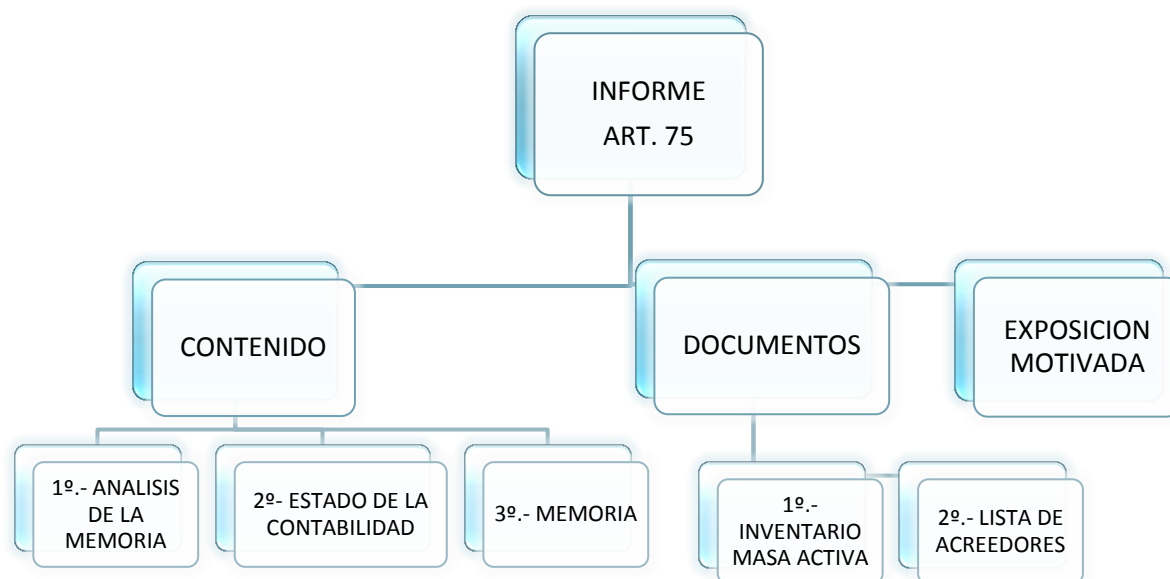 INFORME
ART. 75
CONTENIDO
DOCUMENTOS
EXPOSICION
MOTIVADA
1º.- ANALISIS
DE LA
MEMORIA
2º- ESTADO DE LA
CONTABILIDAD
3º.- MEMORIA
1º.-
INVENTARIO
MASA ACTIVA
2º.- LISTA DE
ACREEDORES